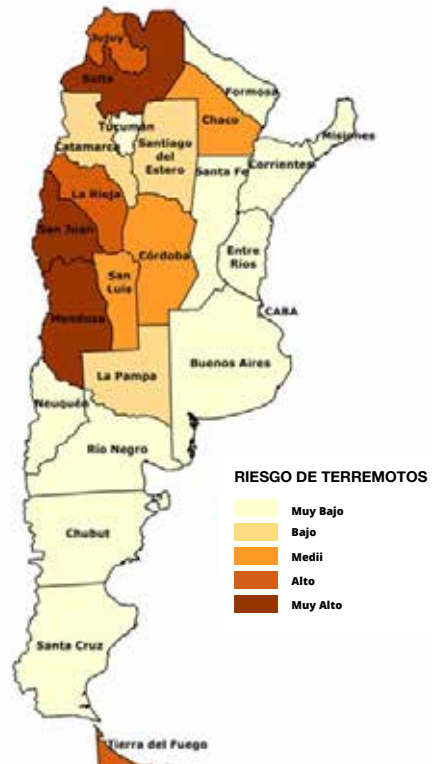 Jujuy
Salta
Formosa
Chaco
Tucumán
Misiones
Catamarca
Santiago
del
Estero
Corrientes
Santa Fe
La Rioja
San Juan
Córdoba
Entre
Ríos
San
Luis
CABA
Mendoza
Buenos Aires
La Pampa
Neuquén
Río Negro
RIESGO DE TERREMOTOS
Muy Bajo
Bajo
Medii
Alto
Muy Alto
Chubut
Santa Cruz
Tierra del Fuego